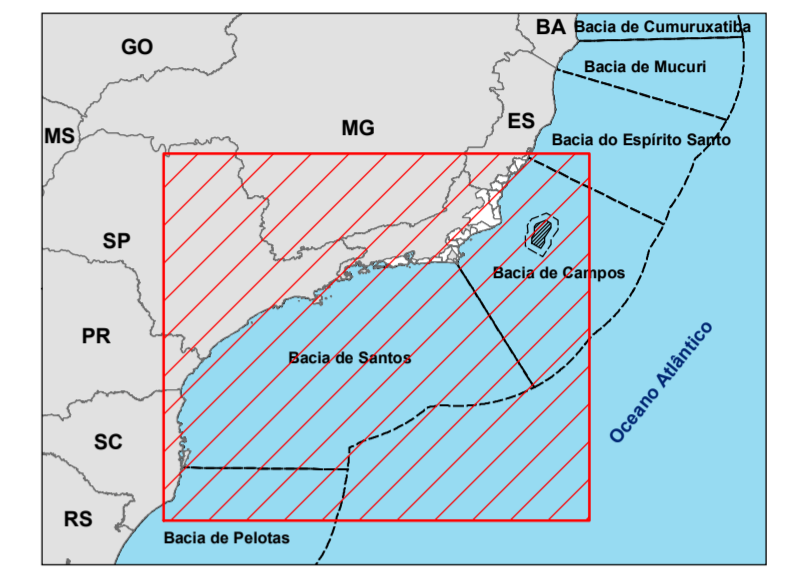 BA
Bacia de Cumuruxatiba
GO
Bacia de Mucuri
MS
MG
ES
Bacia do Espírito Santo
SP
Bacia de Campos
PR
Bacia de Santos
Oceano Atlântico
SC
RS
Bacia de Pelotas